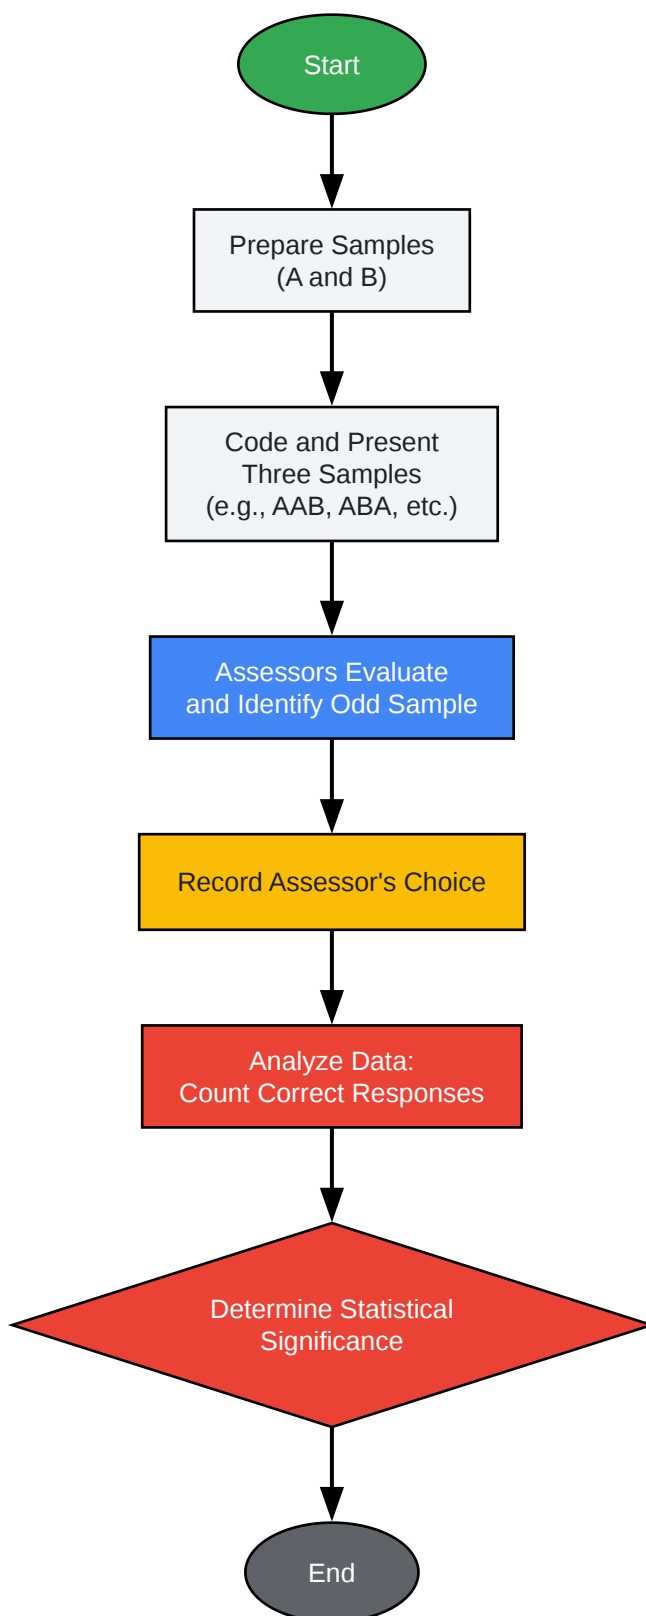 Start
Prepare Samples
(A and B)
Code and Present
Three Samples
(e.g., AAB, ABA, etc.)
Assessors Evaluate
and Identify Odd Sample
Record Assessor's Choice
Analyze Data:
Count Correct Responses
Determine Statistical
Significance
End